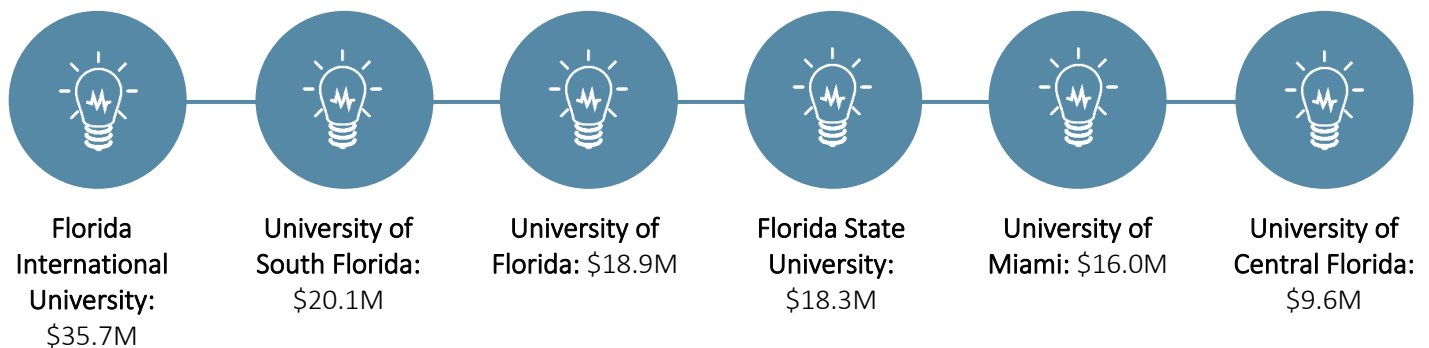 Florida
International
University:
$35.7M
University of
South Florida:
$20.1M
University of
Florida: $18.9M
Florida State
University:
$18.3M
University of
Miami: $16.0M
University of
Central Florida:
$9.6M